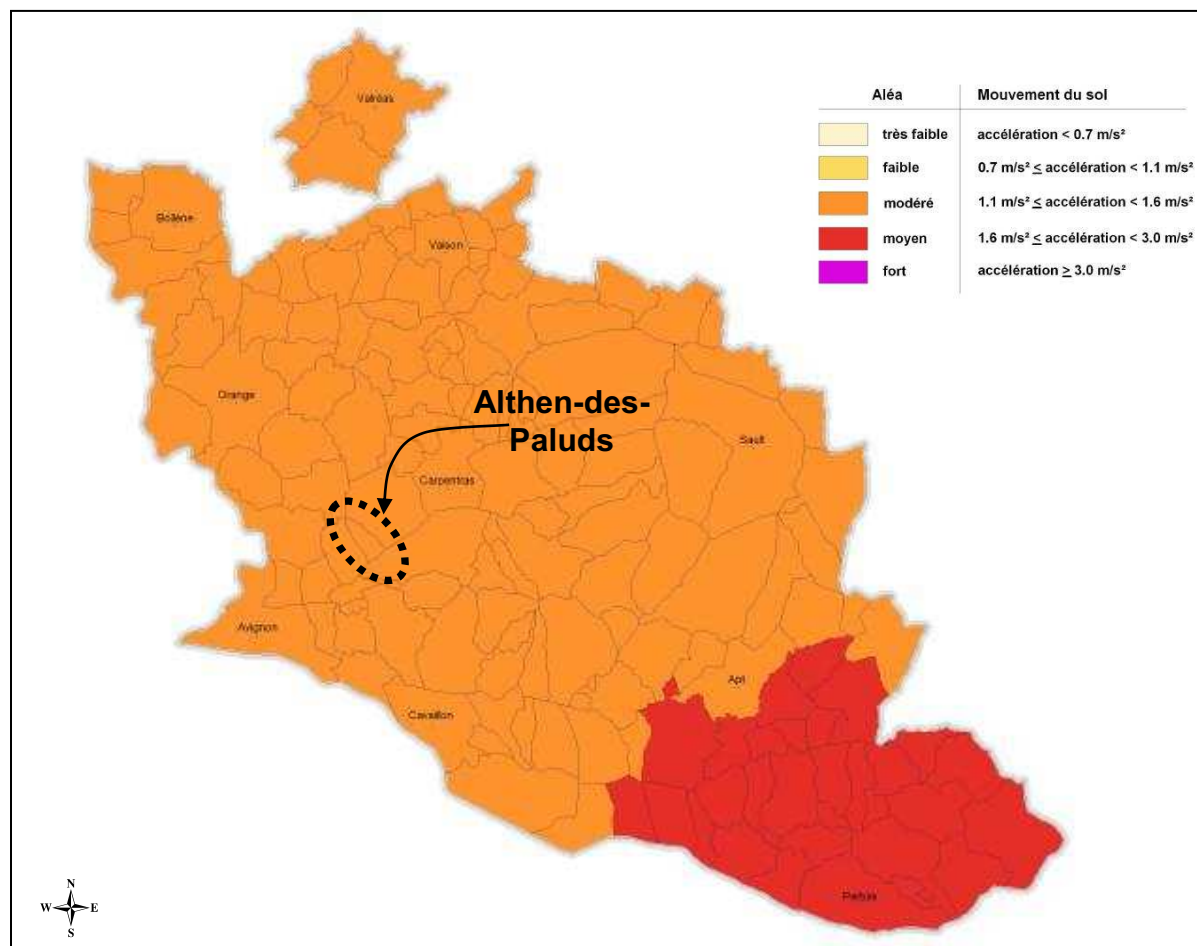 Aléa Mouvement du sol
très faible accélération < 0.7 m/s²
faible 0.7 m/s² ≤ accélération < 1.1 m/s²
modéré 1.1 m/s² ≤ accélération < 1.6 m/s²
moyen 1.6 m/s² ≤ accélération < 3.0 m/s²
fort accélération ≥ 3.0 m/s²
Valréas
Bollène
Vaison
Orange
Althen-des-
Paluds
Sault
Carpentras
Avignon
Apt
Cavaillon
Pertuis
N
W E
S